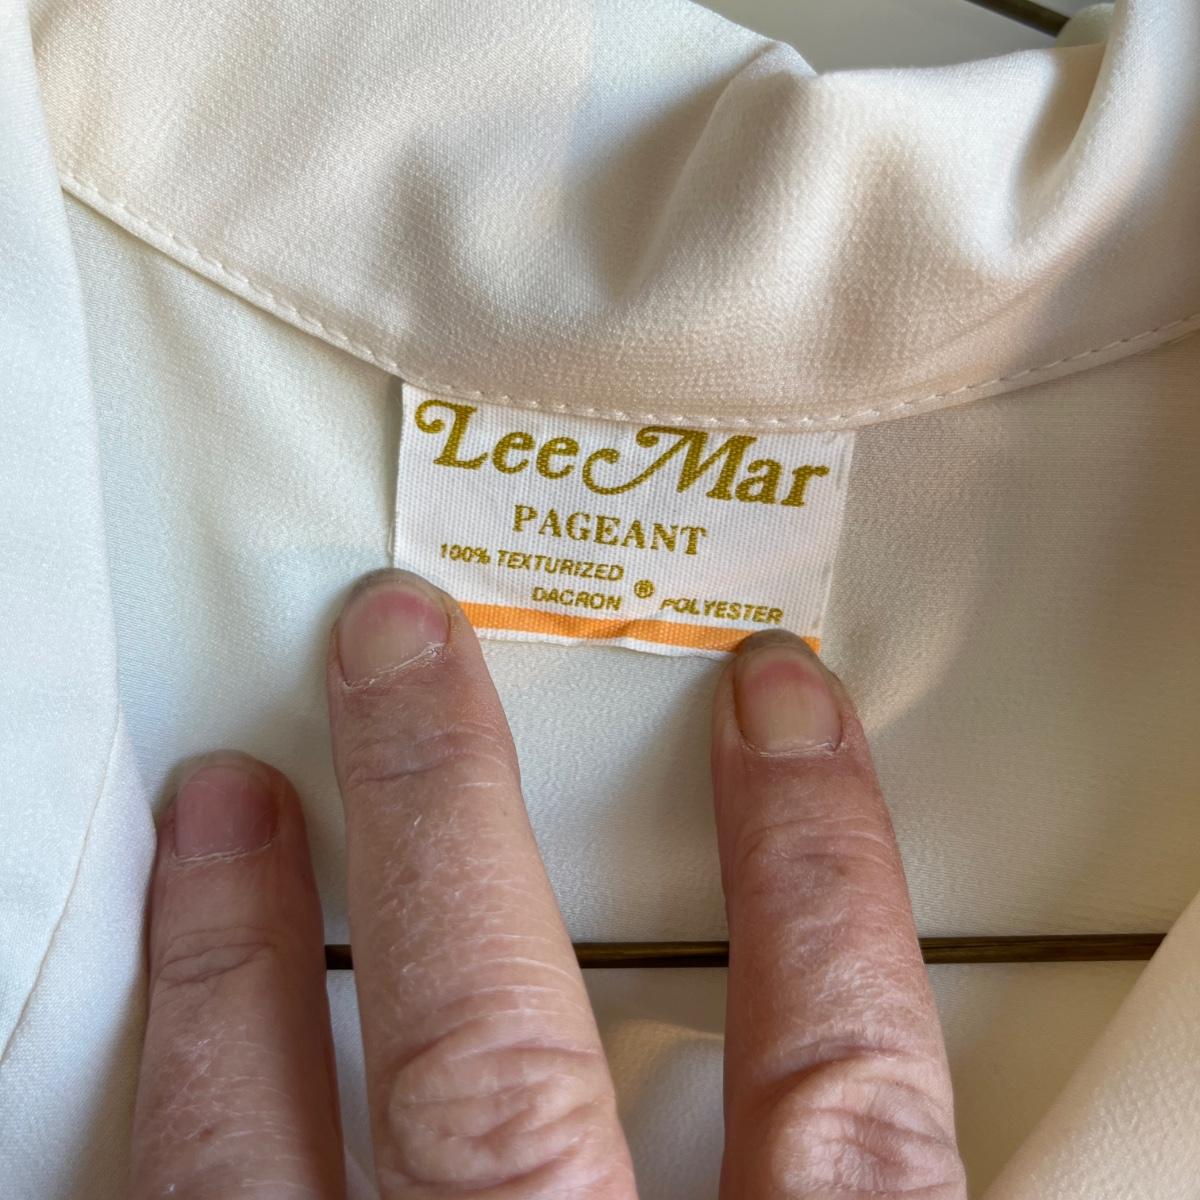 Lee Mar
PAGEANT
100% TEXTURIZED
DACRON ® POLYESTER